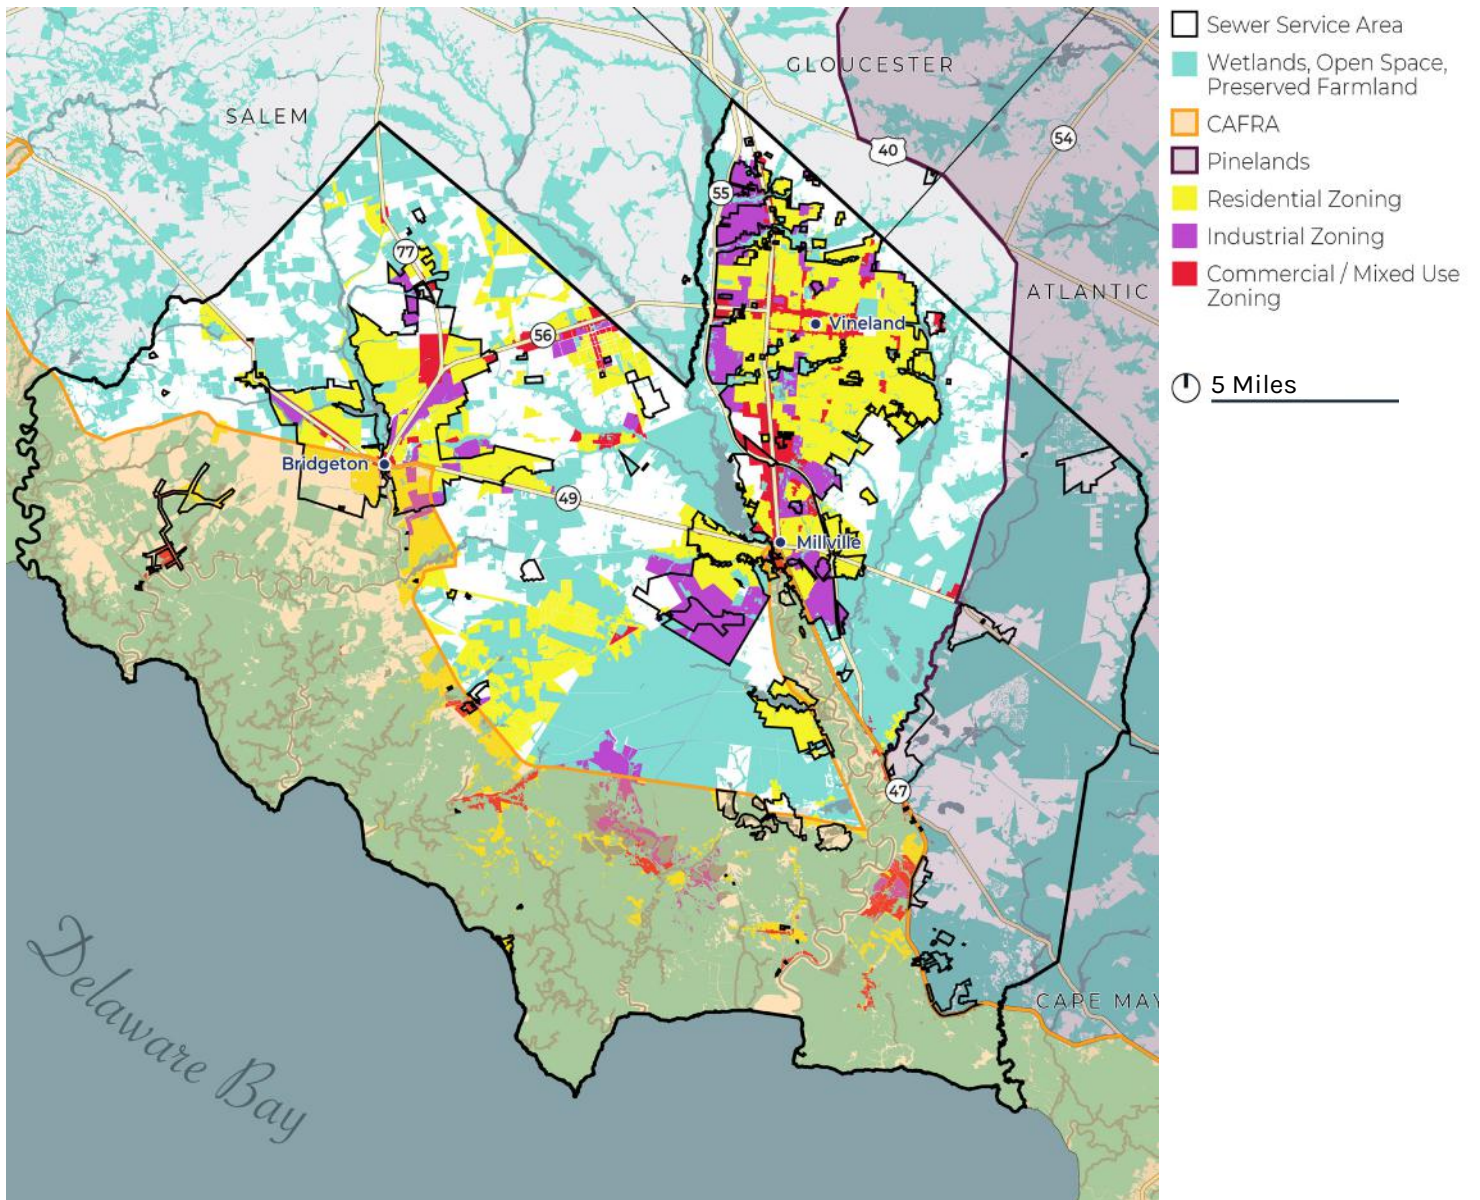 SALEM
GLOUCESTER
40
54
55
77
ATLANTIC
56
Vineland
Bridgeton
49
Millville
47
CAPE MAY
Delaware Bay
Sewer Service Area
Wetlands, Open Space,
Preserved Farmland
CAFRA
Pinelands
Residential Zoning
Industrial Zoning
Commercial / Mixed Use
Zoning
5 Miles